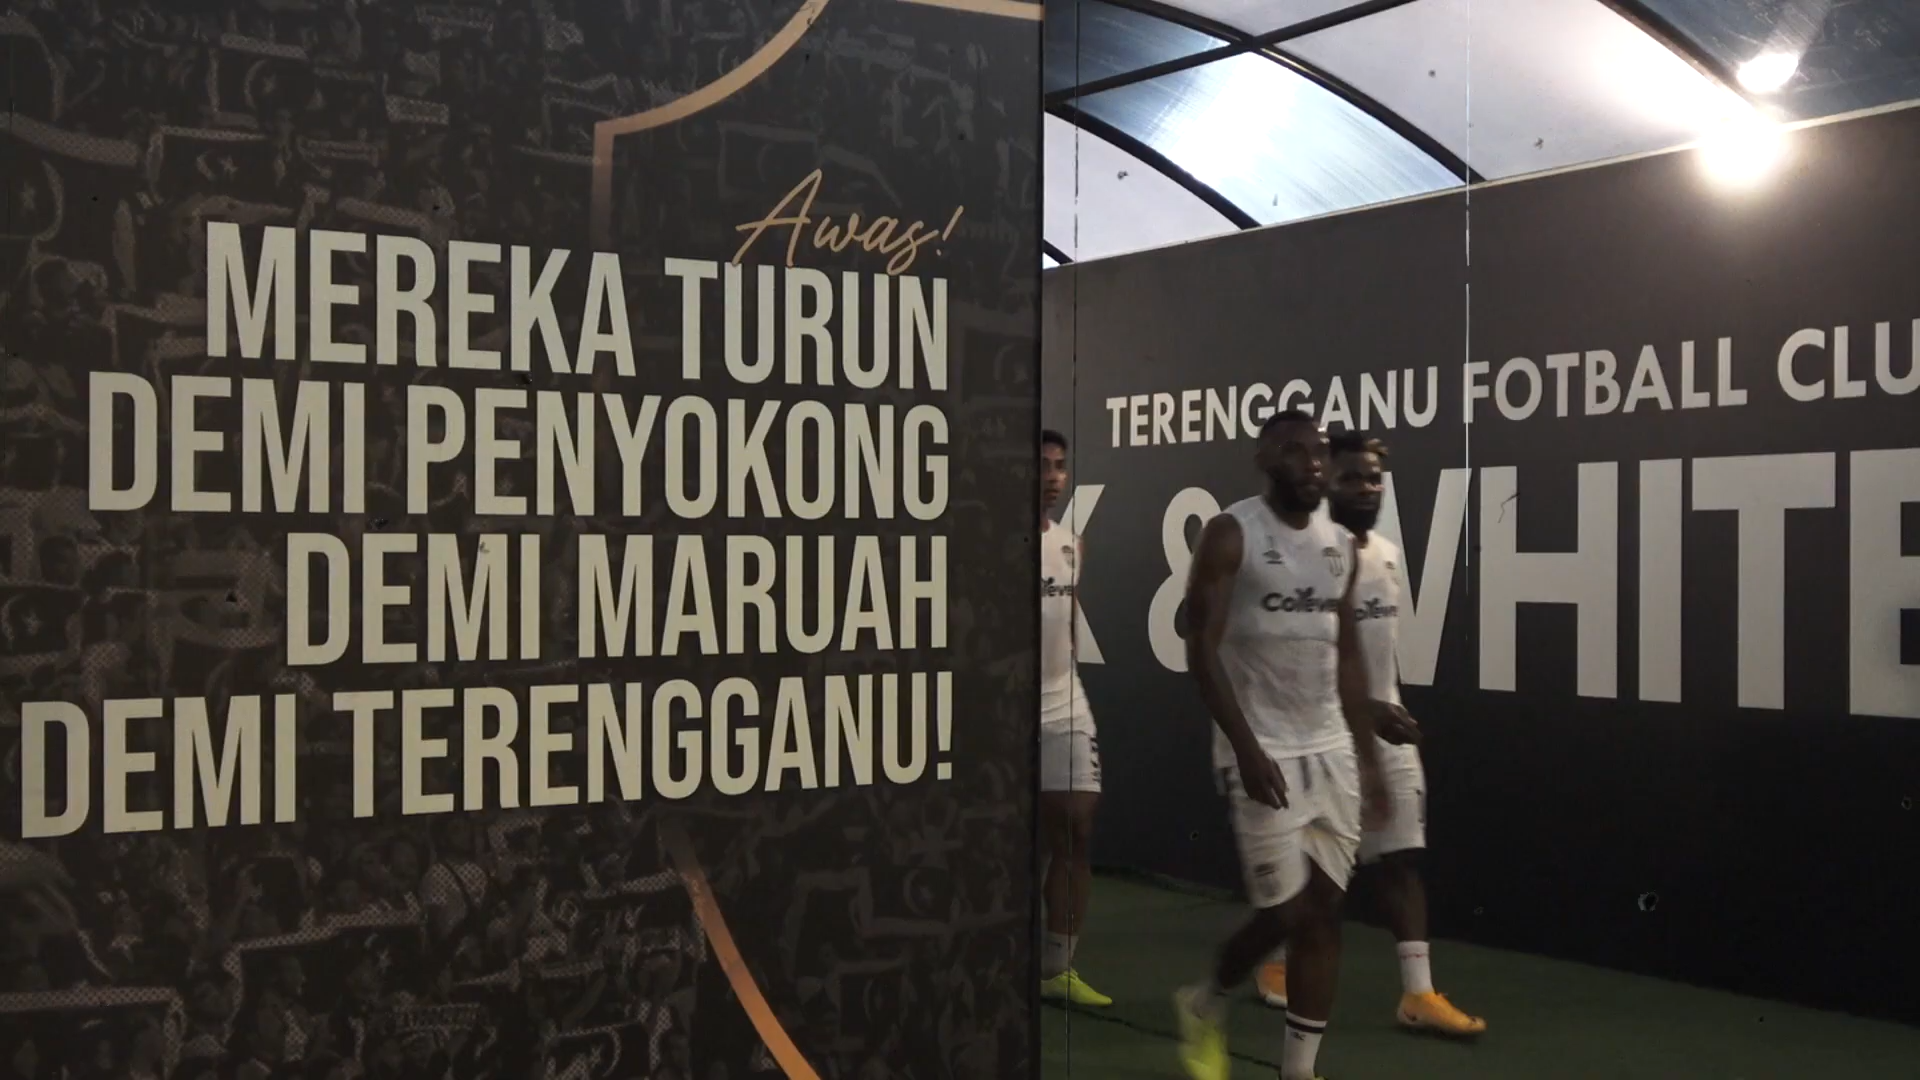 Awas!
MEREKA TURUN
DEMI PENYOKONG
DEMI MARUAH
DEMI TERENGGANU!
TERENGGANU FOTBALL CLU
K & WHITE